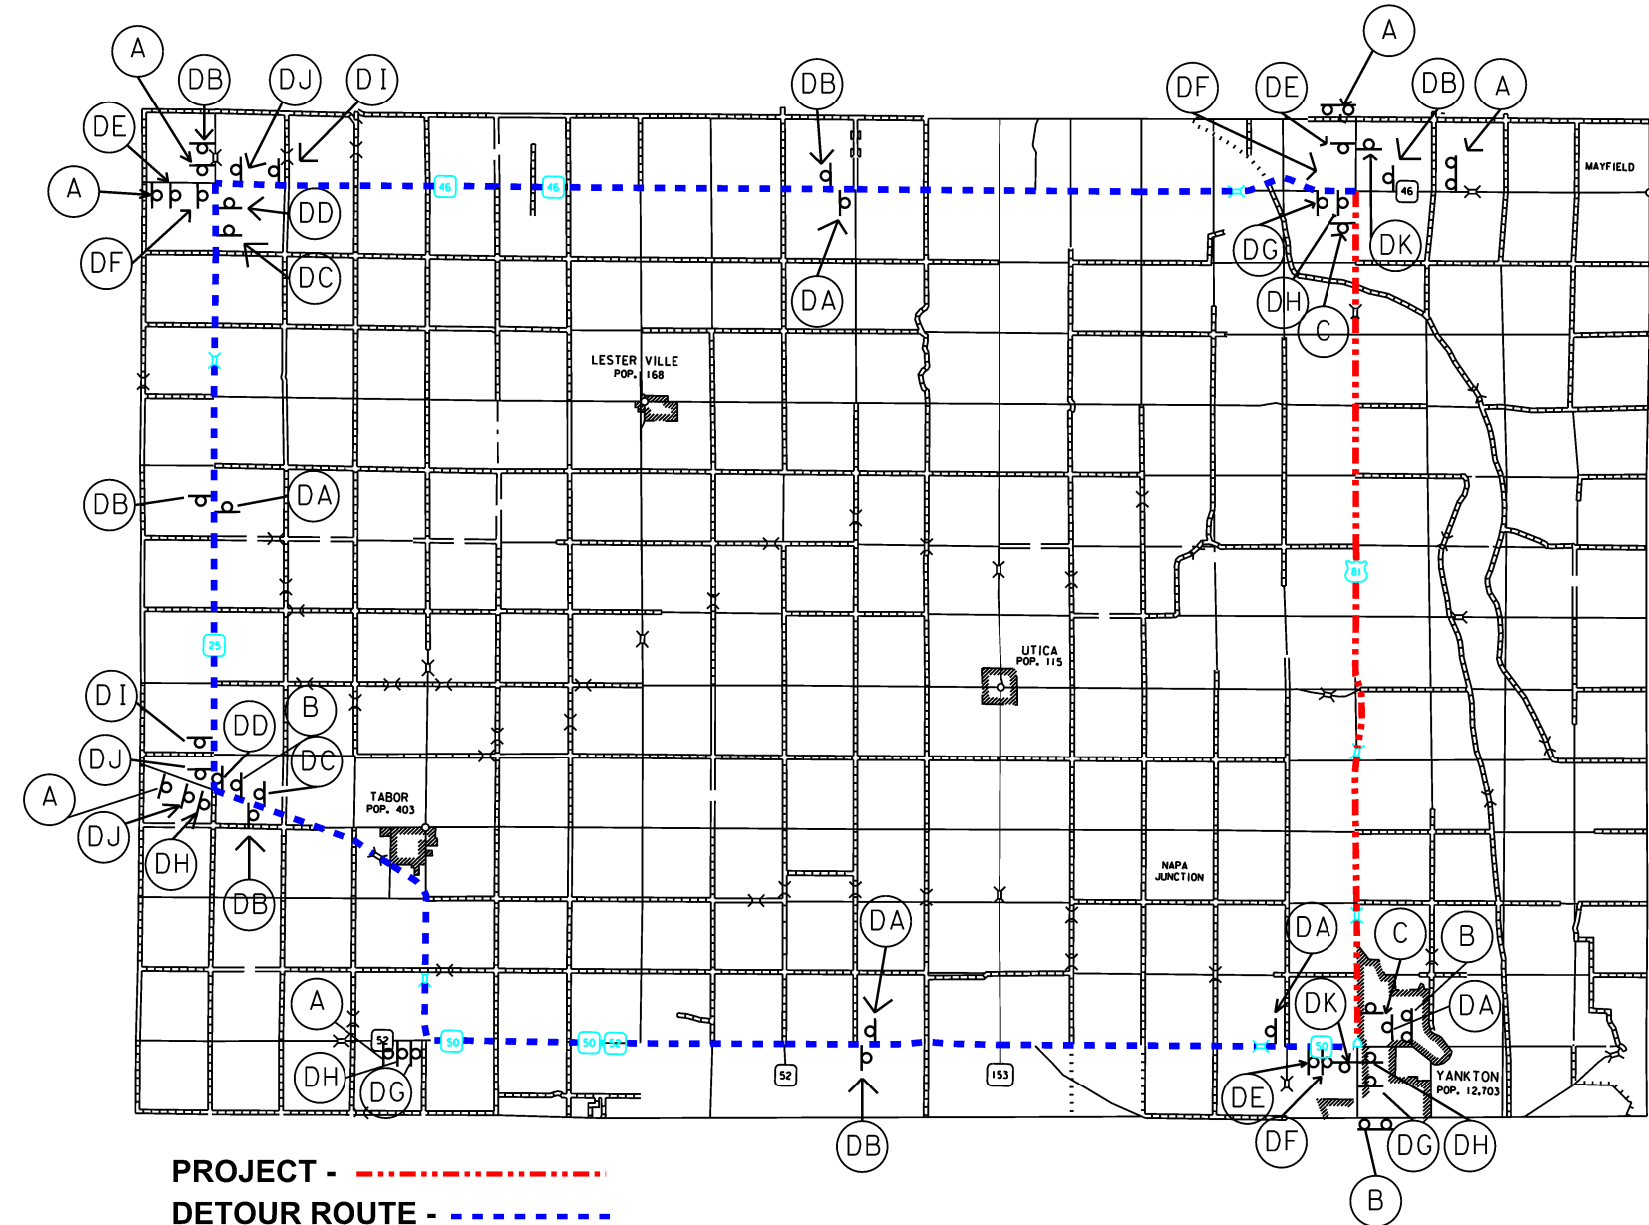 A
A
DB
DJ
DI
DB
DF
DE
DB
A
DE
MAYFIELD
A
46
46
46
DD
DF
DC
DG
DK
DA
DH
C
LESTERVILLE
POP. 168
DB
DA
81
25
UTICA
POP. 115
DI
B
DD
DJ
DC
A
TABOR
POP. 403
DJ
DH
NAPA
JUNCTION
DB
DA
DA
C
B
A
DK
DA
52
50
50
52
50
DH
DG
52
153
YANKTON
POP. 12,703
DE
DF
DB
DG
DH
PROJECT -
B
DETOUR ROUTE -